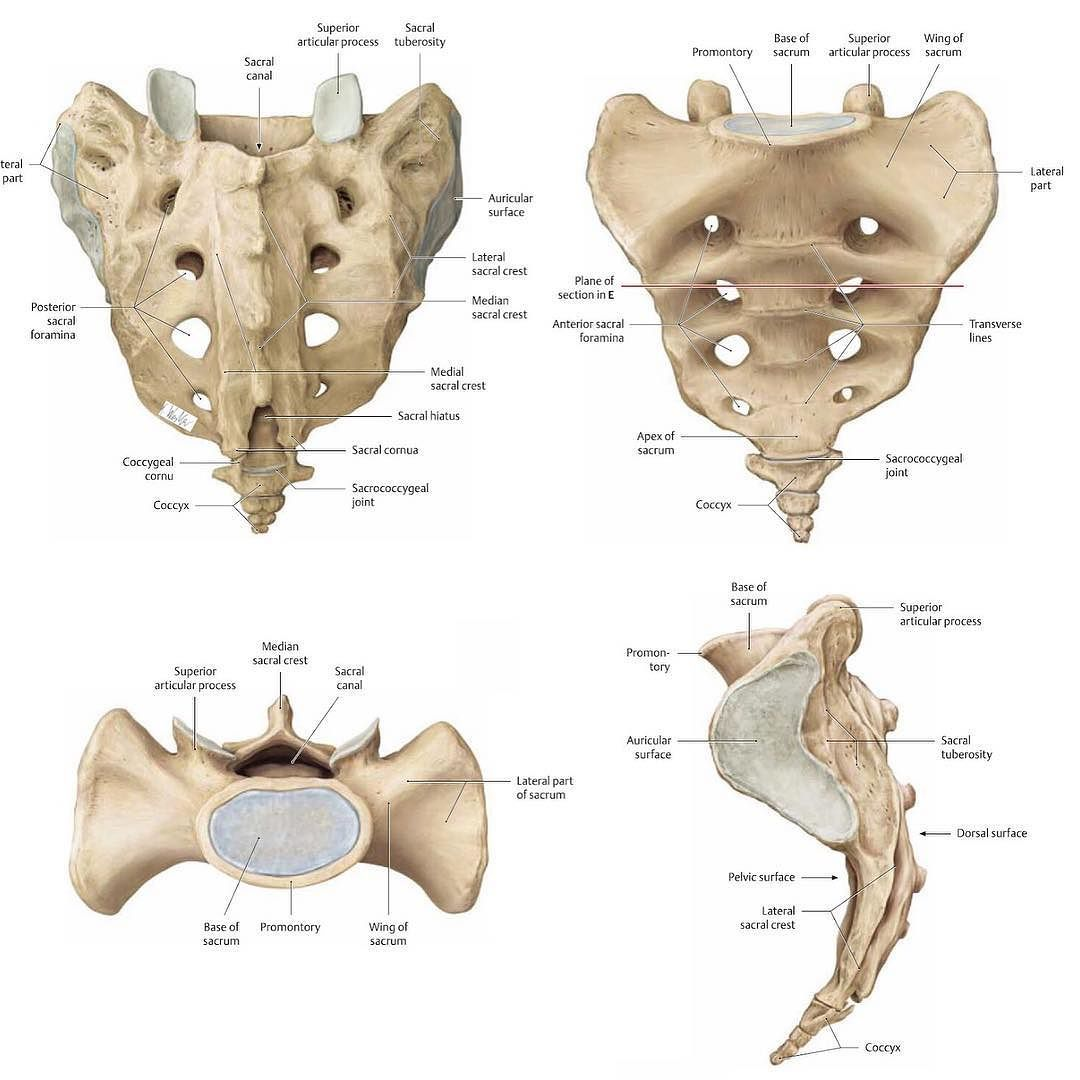 Superior
articular process
Sacral
tuberosity
Sacral
canal
teral
part
Auricular
surface
Lateral
sacral crest
Median
sacral crest
Posterior
sacral
foramina
Medial
sacral crest
Sacral hiatus
Sacral cornua
Coccygeal
cornu
Sacrococcygeal
joint
Coccyx
Promontory
Base of
sacrum
Superior
articular process
Wing of
sacrum
Lateral
part
Plane of
section in E
Anterior sacral
foramina
Transverse
lines
Apex of
sacrum
Sacrococcygeal
joint
Coccyx
Median
sacral crest
Superior
articular process
Sacral
canal
Lateral part
of sacrum
Base of
sacrum
Promontory
Wing of
sacrum
Base of
sacrum
Superior
articular process
Promon-
tory
Auricular
surface
Sacral
tuberosity
Dorsal surface
Pelvic surface
Lateral
sacral crest
Coccyx